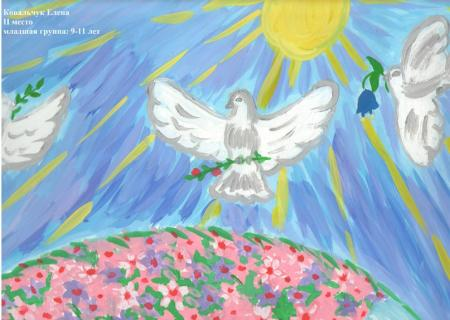 Ковальчук Елена
II место
младшая группа: 9-11 лет